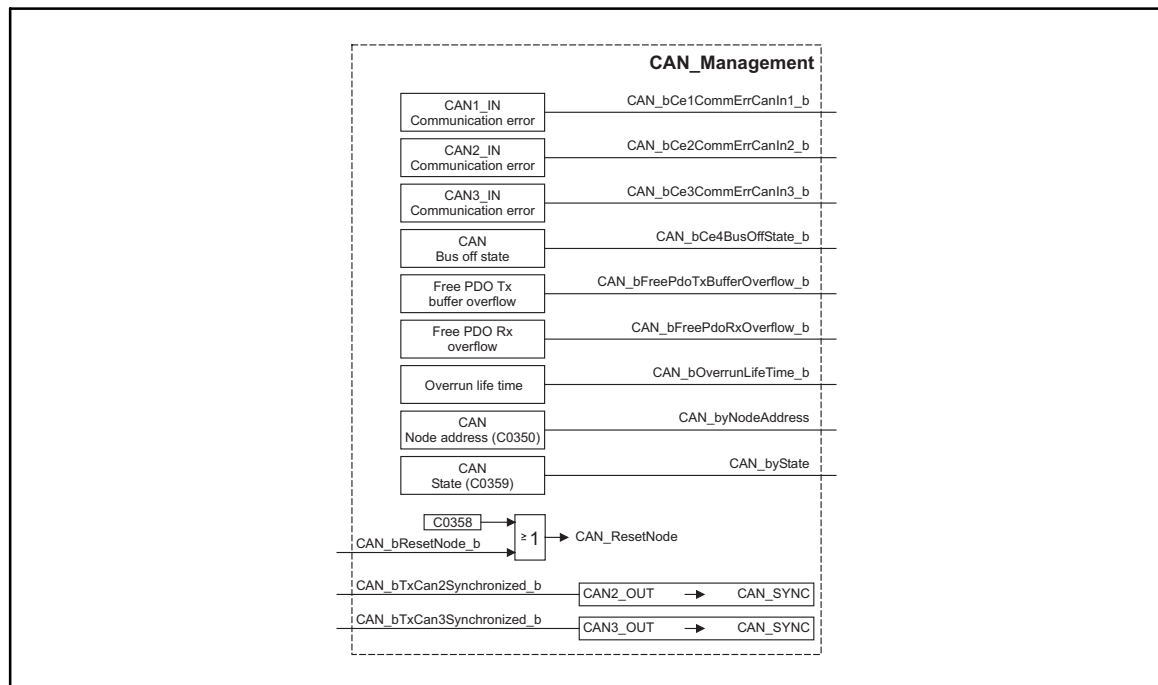 CAN_Management
CAN1_IN
Communication error
CAN_bCe1CommErrCanIn1_b
CAN2_IN
Communication error
CAN_bCe2CommErrCanIn2_b
CAN3_IN
Communication error
CAN_bCe3CommErrCanIn3_b
CAN
Bus off state
CAN_bCe4BusOffState_b
Free PDO Tx
buffer overflow
CAN_bFreePdoTxBufferOverflow_b
Free PDO Rx
overflow
CAN_bFreePdoRxOverflow_b
Overrun life time
CAN_bOverrunLifeTime_b
CAN
Node address (C0350)
CAN_byNodeAddress
CAN
State (C0359)
CAN_byState
C0358
CAN_bResetNode_b
≥ 1
CAN_ResetNode
CAN_bTxCan2Synchronized_b
CAN2_OUT → CAN_SYNC
CAN_bTxCan3Synchronized_b
CAN3_OUT → CAN_SYNC